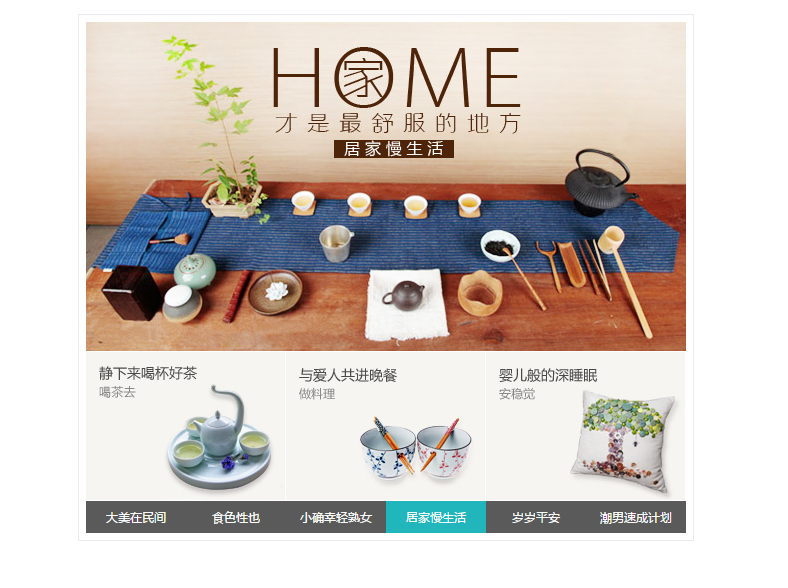 HOME
家
才是最舒服的地方
居家慢生活
静下来喝杯好茶
喝茶去
与爱人共进晚餐
做料理
婴儿般的深睡眠
安稳觉
大美在民间 食色性也 小确幸轻熟女 居家慢生活 岁岁平安 潮男速成计划